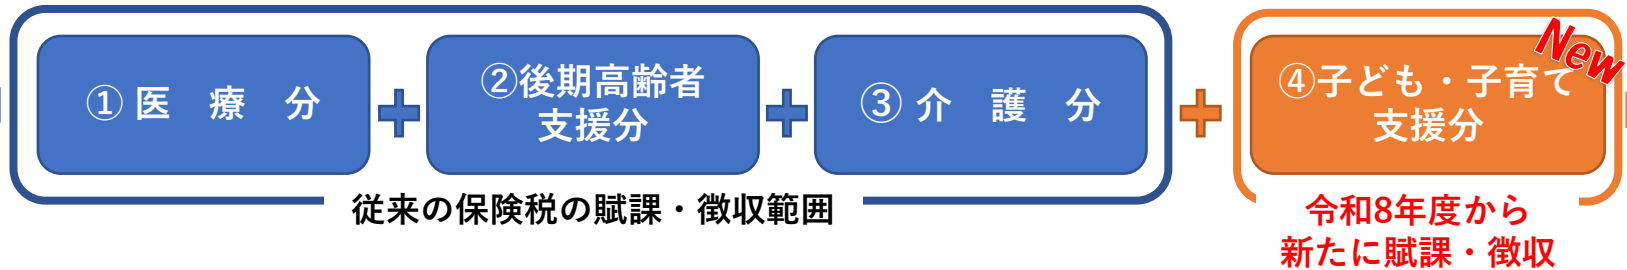 ①医　療　分
②後期高齢者
支援分
③介　護　分
New
④子ども・子育て
支援分
従来の保険税の賦課・徴収範囲
令和8年度から
新たに賦課・徴収